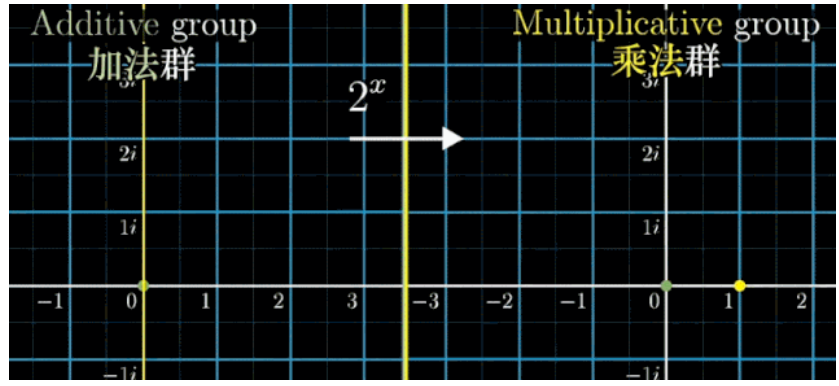 Additive group
加法群
Multiplicative group
乘法群
2^x
3i
2i
1i
-1 0 1 2 3
-1i
3i
2i
1i
-3 -2 -1 0 1 2
-1i